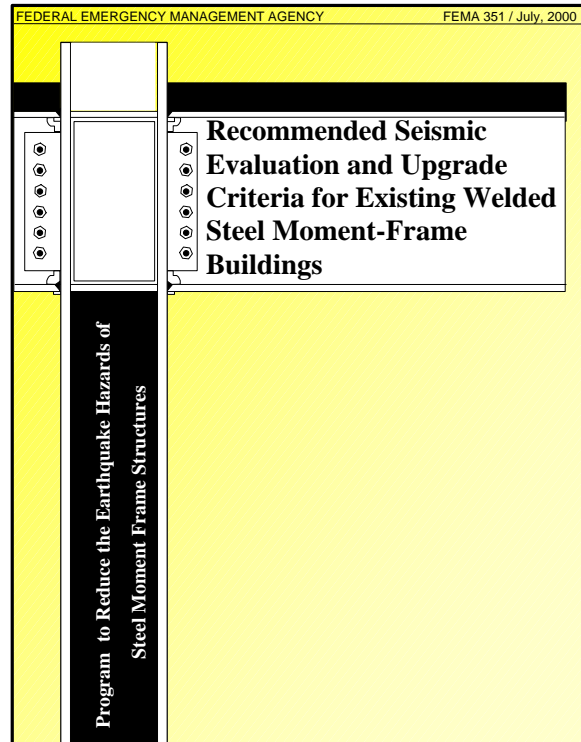 FEDERAL EMERGENCY MANAGEMENT AGENCY FEMA 351 / July, 2000
Recommended Seismic
Evaluation and Upgrade
Criteria for Existing Welded
Steel Moment-Frame
Buildings
Program to Reduce the Earthquake Hazards of
Steel Moment Frame Structures